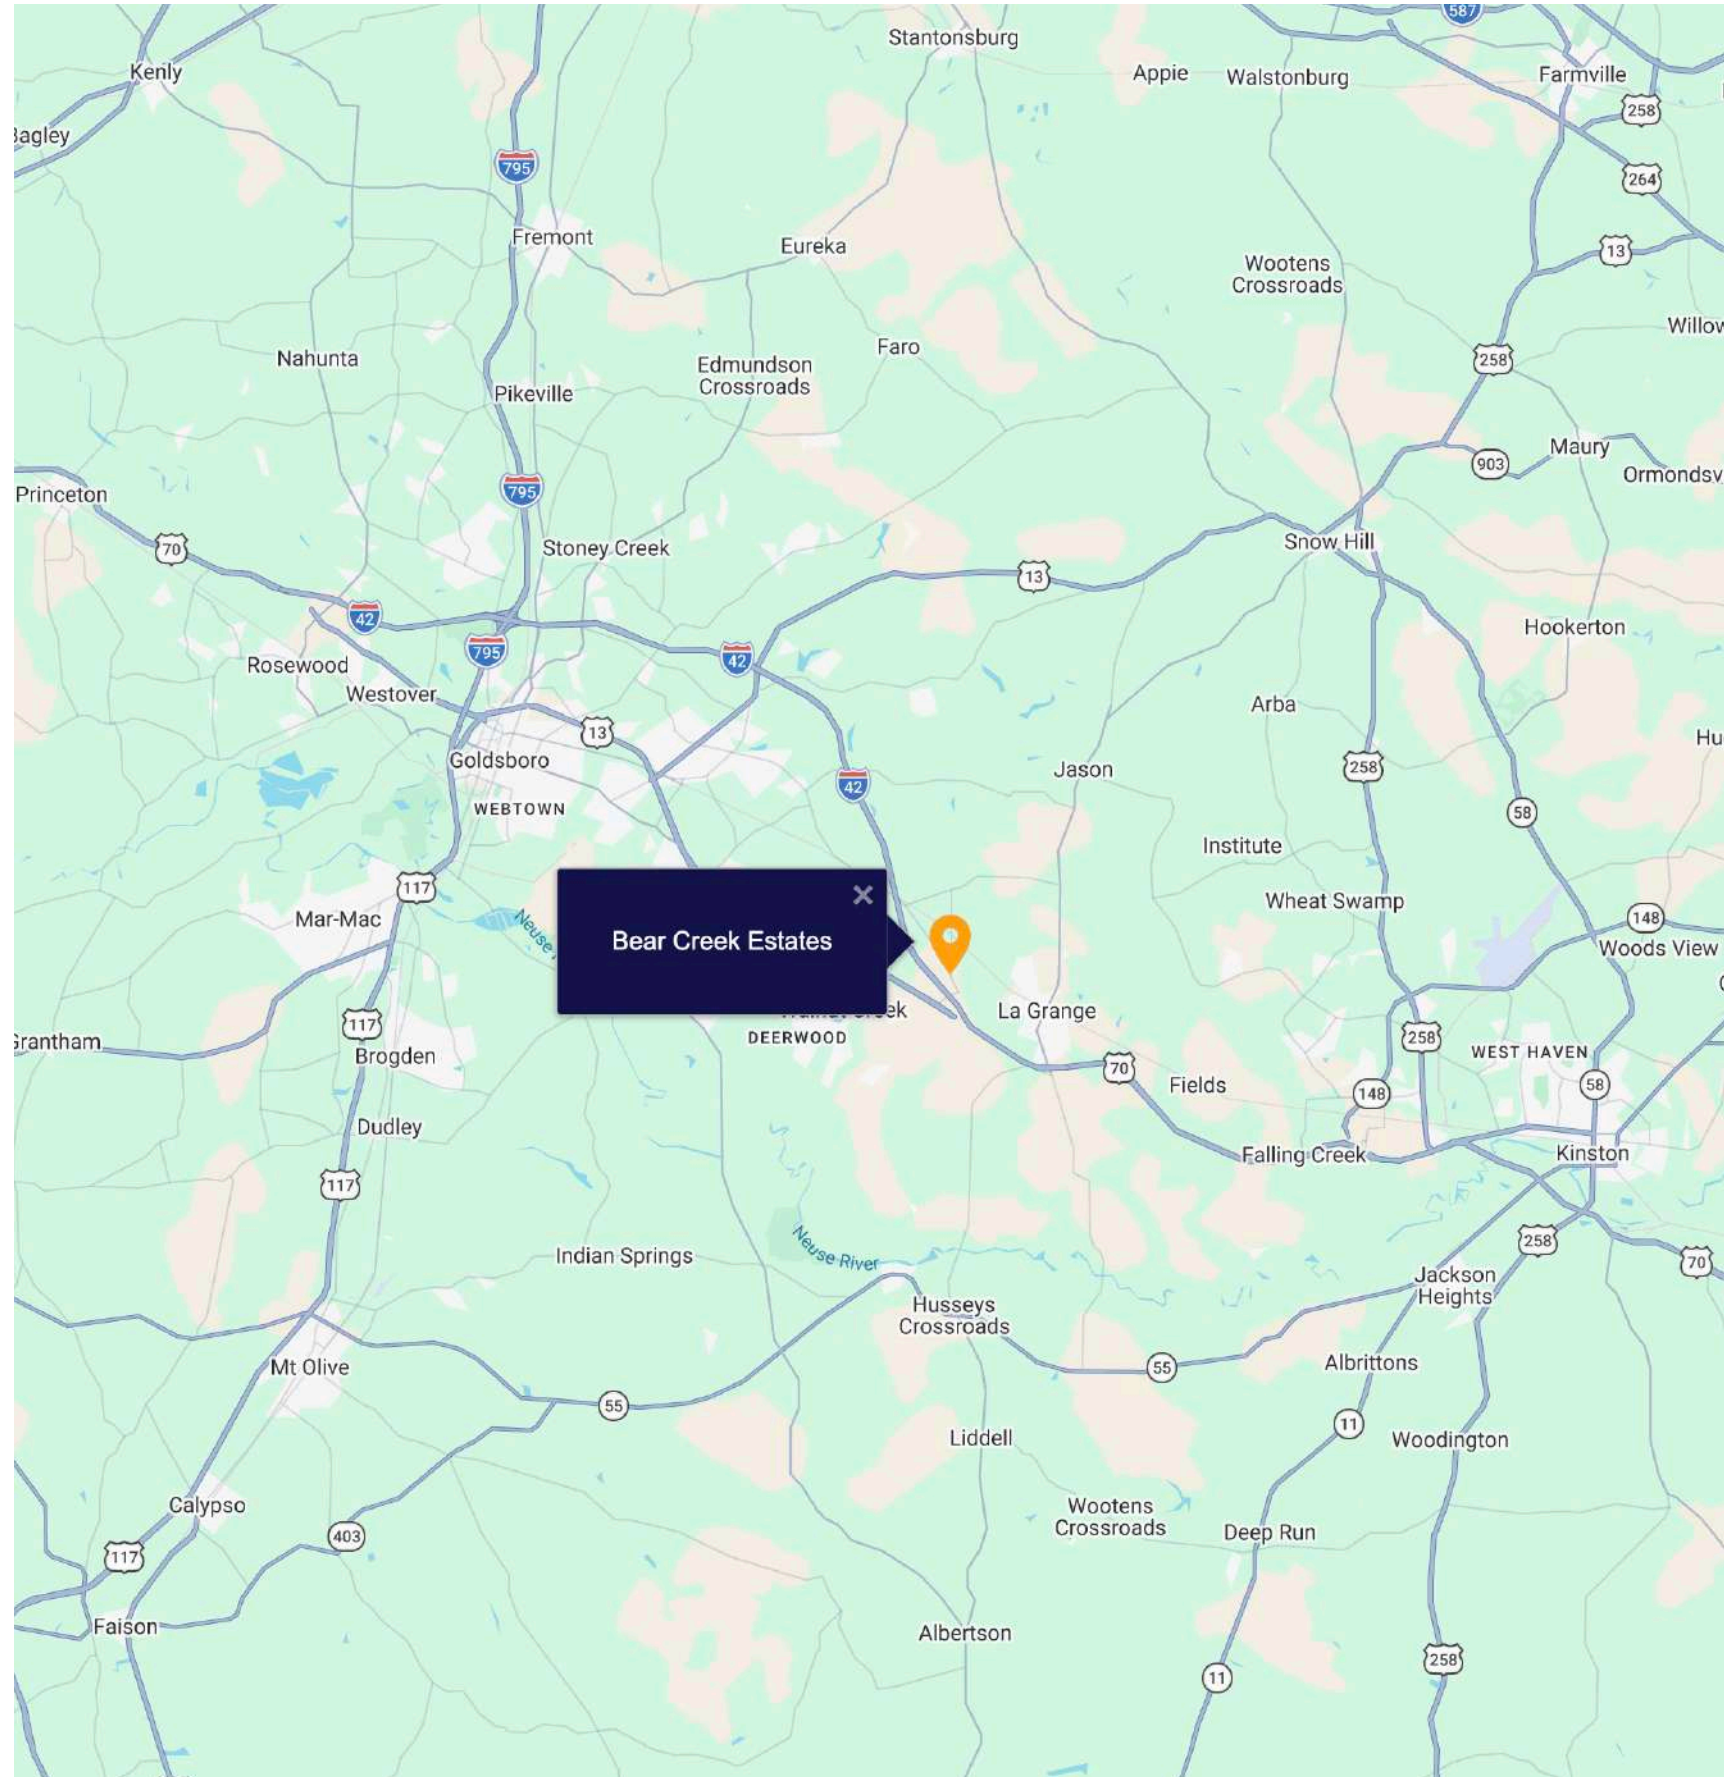 587
Stantonsburg
Kenly
Appie
Walstonburg
Farmville
258
795
264
Fremont
Eureka
13
Wootens
Crossroads
Faro
Nahunta
Edmundson
Crossroads
258
Pikeville
Maury
903
Princeton
795
70
Stoney Creek
Snow Hill
13
42
Hookerton
795
42
Rosewood
Westover
Arba
13
Goldsboro
Jason
258
42
WEBTOWN
58
Institute
117
Wheat Swamp
Mar-Mac
148
Neuse
×
Bear Creek Estates
Woods View
La Grange
117
DEERWOOD
258
WEST HAVEN
Brogden
70
Fields
58
148
Dudley
Falling Creek
Kinston
117
Neuse River
Indian Springs
258
70
Jackson
Heights
Husseys
Crossroads
Mt Olive
55
Albrittons
55
11
Liddell
Woodington
Calypso
Wootens
Crossroads
Deep Run
403
117
Faison
Albertson
258
11